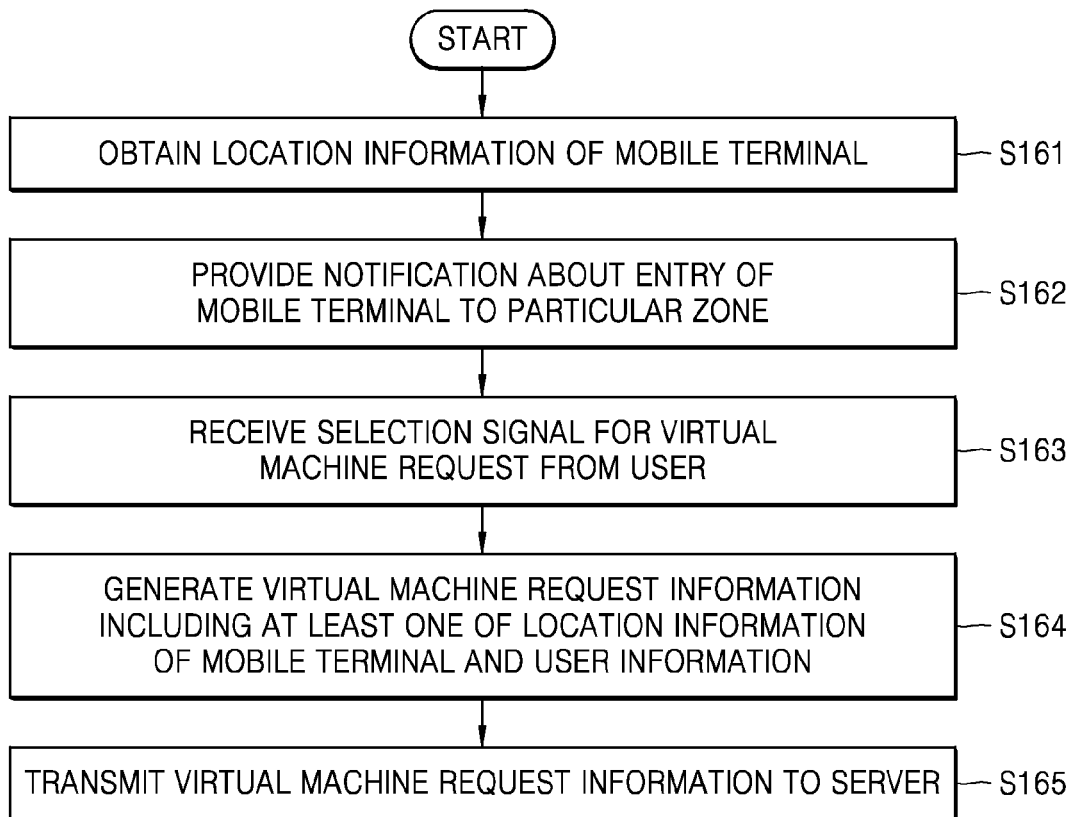 START
OBTAIN LOCATION INFORMATION OF MOBILE TERMINAL
S161
PROVIDE NOTIFICATION ABOUT ENTRY OF
MOBILE TERMINAL TO PARTICULAR ZONE
S162
RECEIVE SELECTION SIGNAL FOR VIRTUAL
MACHINE REQUEST FROM USER
S163
GENERATE VIRTUAL MACHINE REQUEST INFORMATION
INCLUDING AT LEAST ONE OF LOCATION INFORMATION
OF MOBILE TERMINAL AND USER INFORMATION
S164
TRANSMIT VIRTUAL MACHINE REQUEST INFORMATION TO SERVER
S165